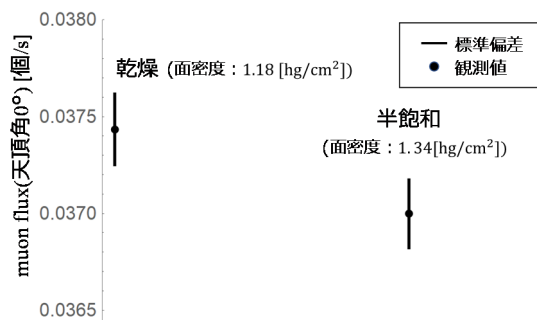 0.0380
標準偏差
観測値
乾燥 (面密度：1.18 [hg/cm²])
0.0375
半飽和
(面密度：1.34[hg/cm²])
0.0370
0.0365
muon flux(天頂角0°) [個/s]